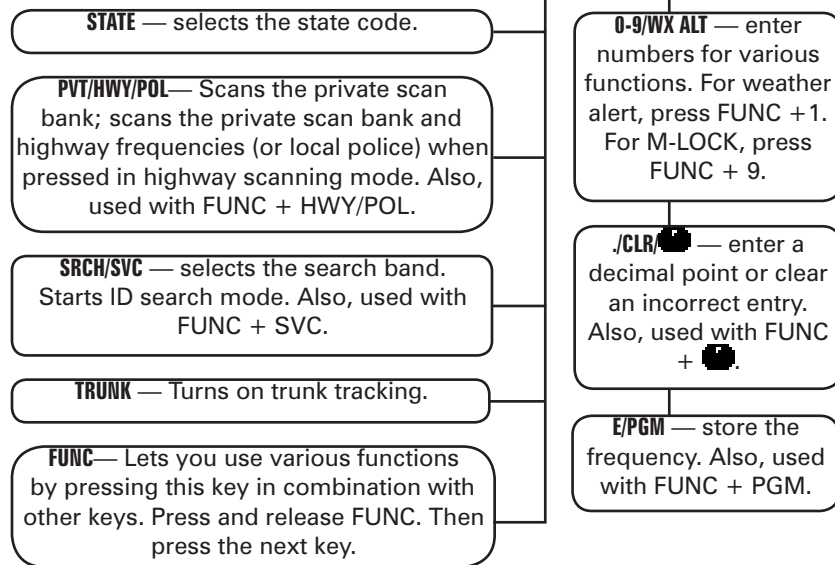 STATE — selects the state code.
PVT/HWY/POL— Scans the private scan
bank; scans the private scan bank and
highway frequencies (or local police) when
pressed in highway scanning mode. Also,
used with FUNC + HWY/POL.
SRCH/SVC — selects the search band.
Starts ID search mode. Also, used with
FUNC + SVC.
TRUNK — Turns on trunk tracking.
FUNC— Lets you use various functions
by pressing this key in combination with
other keys. Press and release FUNC. Then
press the next key.
0-9/WX ALT — enter
numbers for various
functions. For weather
alert, press FUNC +1.
For M-LOCK, press
FUNC + 9.
./CLR/ — enter a
decimal point or clear
an incorrect entry.
Also, used with FUNC
+ .
E/PGM — store the
frequency. Also, used
with FUNC + PGM.